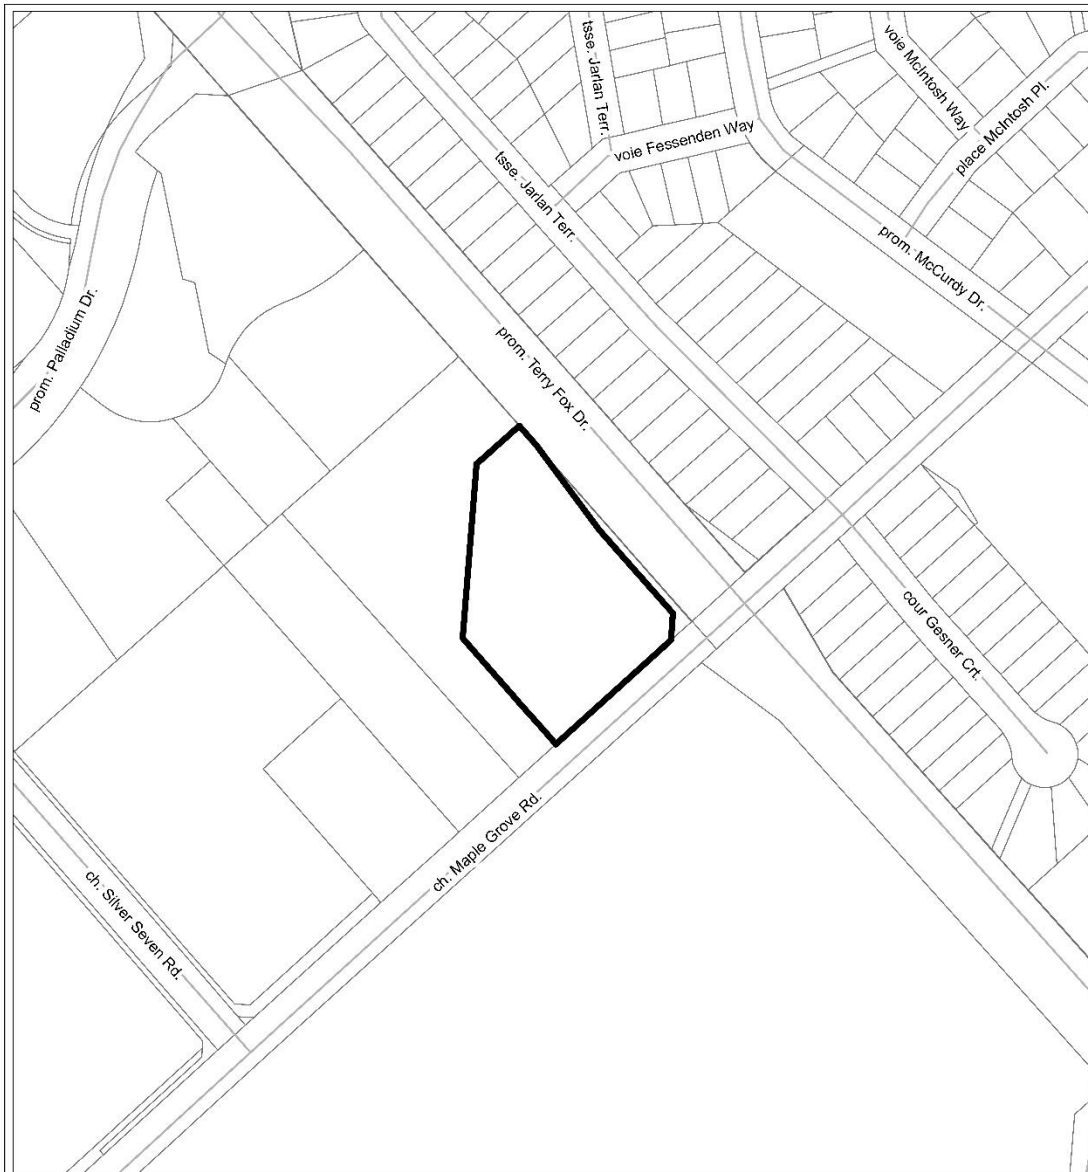 tsse. Jarlan Terr.
voie McIntosh Way
place McIntosh Pl.
voie Fessenden Way
tsse. Jarlan Terr.
prom. McCurdy Dr.
prom. Palladium Dr.
prom. Terry Fox Dr.
cour Gesner Crt.
ch. Maple Grove Rd.
ch. Silver Seven Rd.